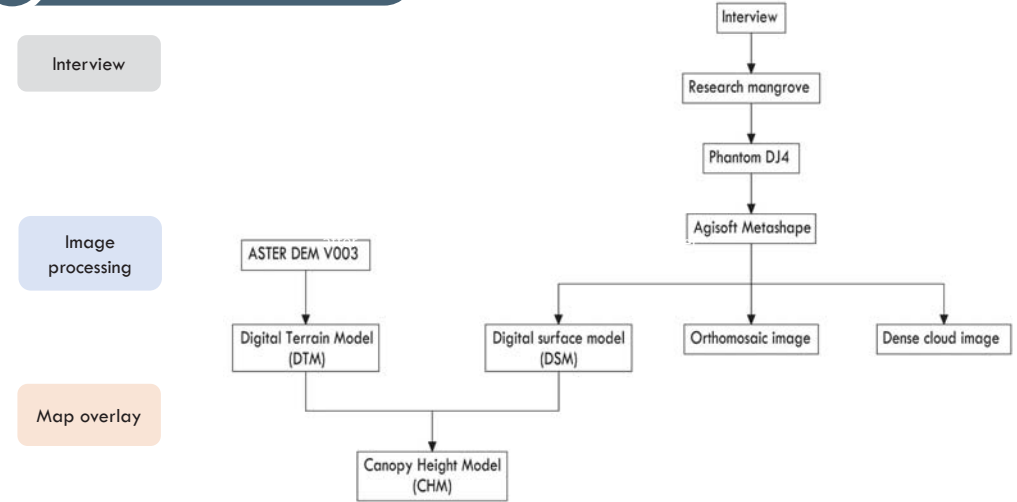 Interview
Interview
Research mangrove
Phantom DJ4
Agisoft Metashape
Image
processing
ASTER DEM V003
Digital Terrain Model
(DTM)
Digital surface model
(DSM)
Orthomosaic image
Dense cloud image
Map overlay
Canopy Height Model
(CHM)